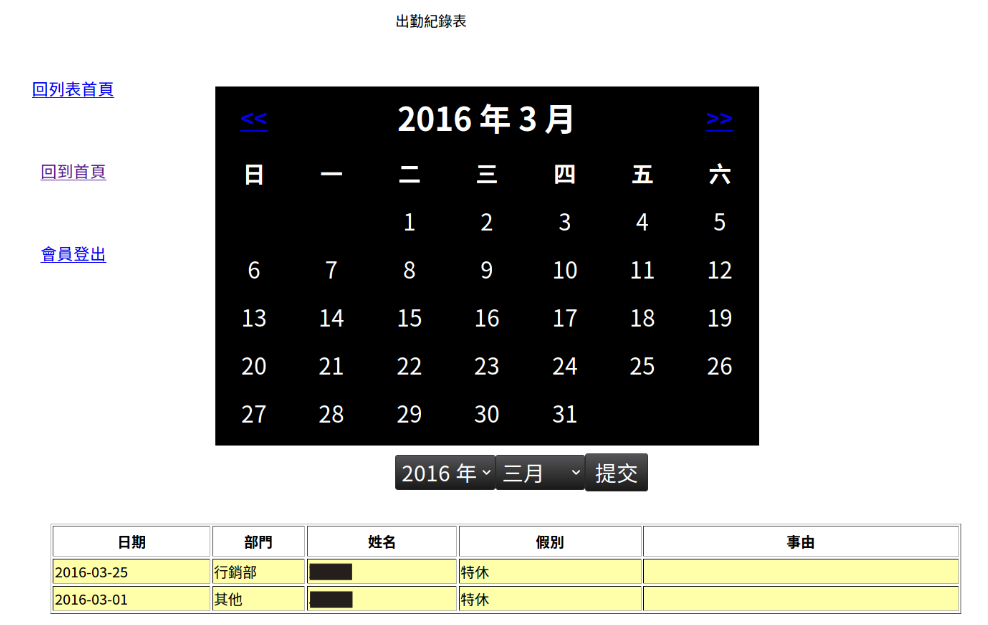 出勤紀錄表
回列表首頁
回到首頁
會員登出
<< 2016 年 3 月 >>
日 一 二 三 四 五 六
1 2 3 4 5
6 7 8 9 10 11 12
13 14 15 16 17 18 19
20 21 22 23 24 25 26
27 28 29 30 31
2016 年 三月 提交
日期 部門 姓名 假別 事由
2016-03-25 行銷部 特休
2016-03-01 其他 特休